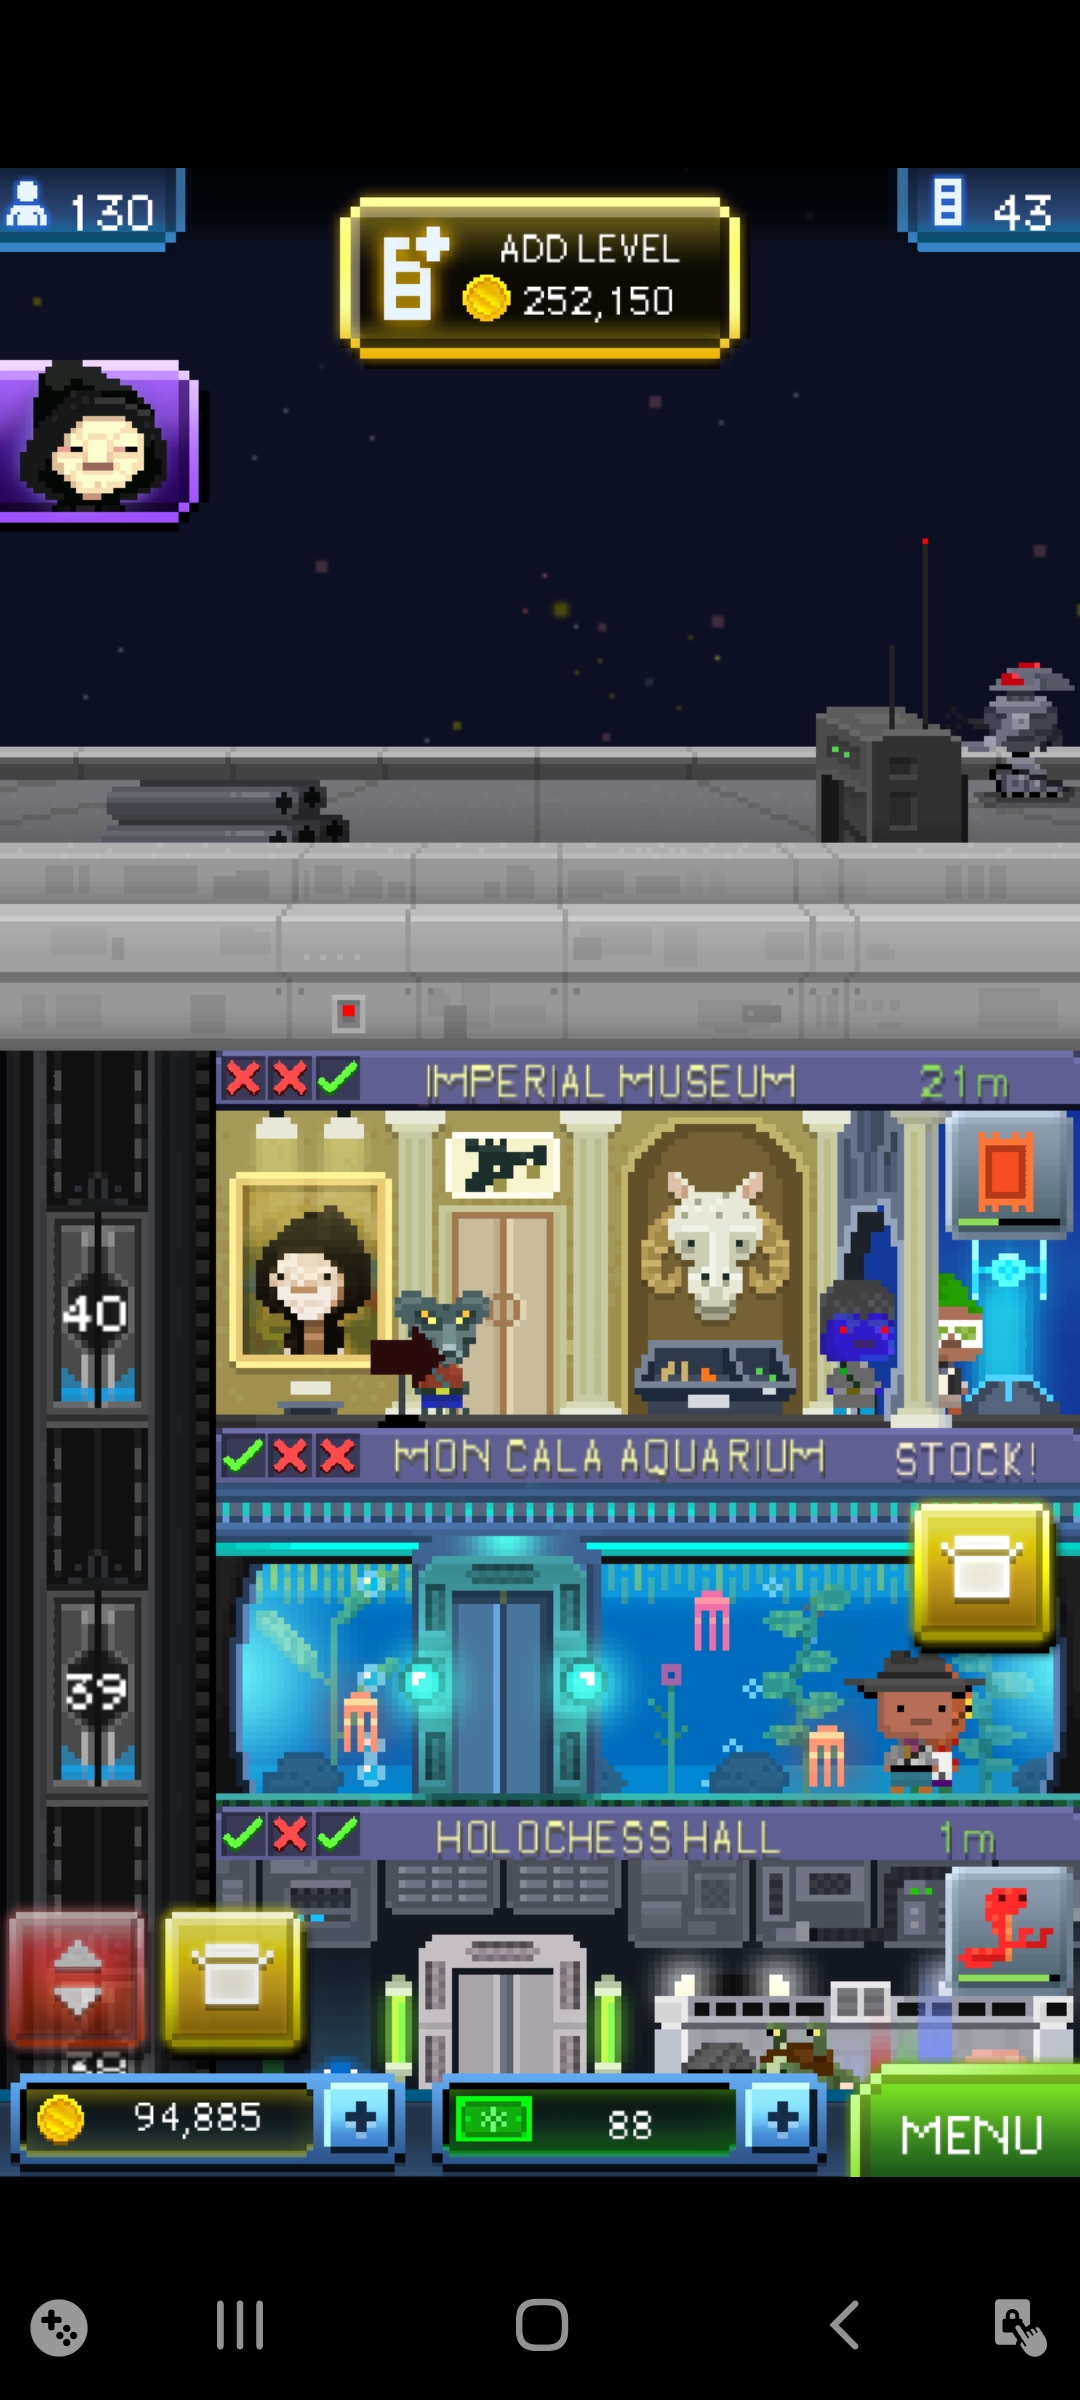 130
ADD LEVEL
252,150
43
IMPERIAL MUSEUM 21m
40
MON CALA AQUARIUM STOCK!
39
HOLOCHESS HALL 1m
94,885
88
MENU